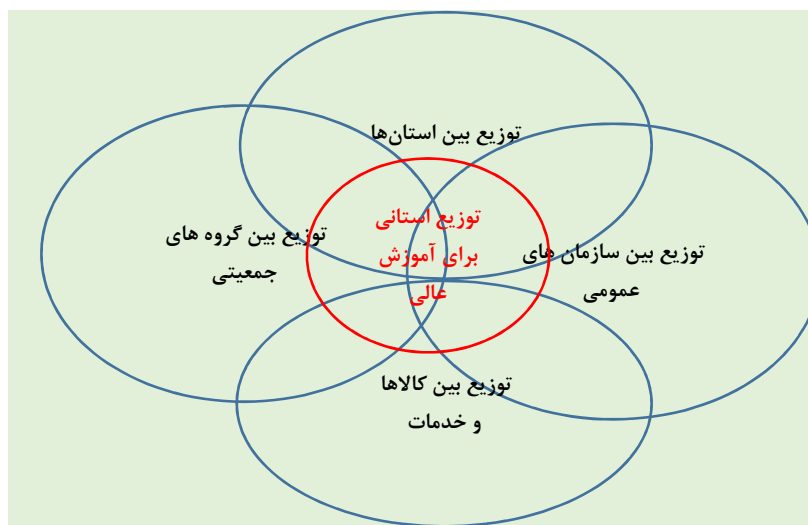 توزیع بین استان‌ها
توزیع استانی
برای آموزش
عالی
توزیع بین سازمان های
عمومی
توزیع بین گروه های
جمعیتی
توزیع بین کالاها
و خدمات